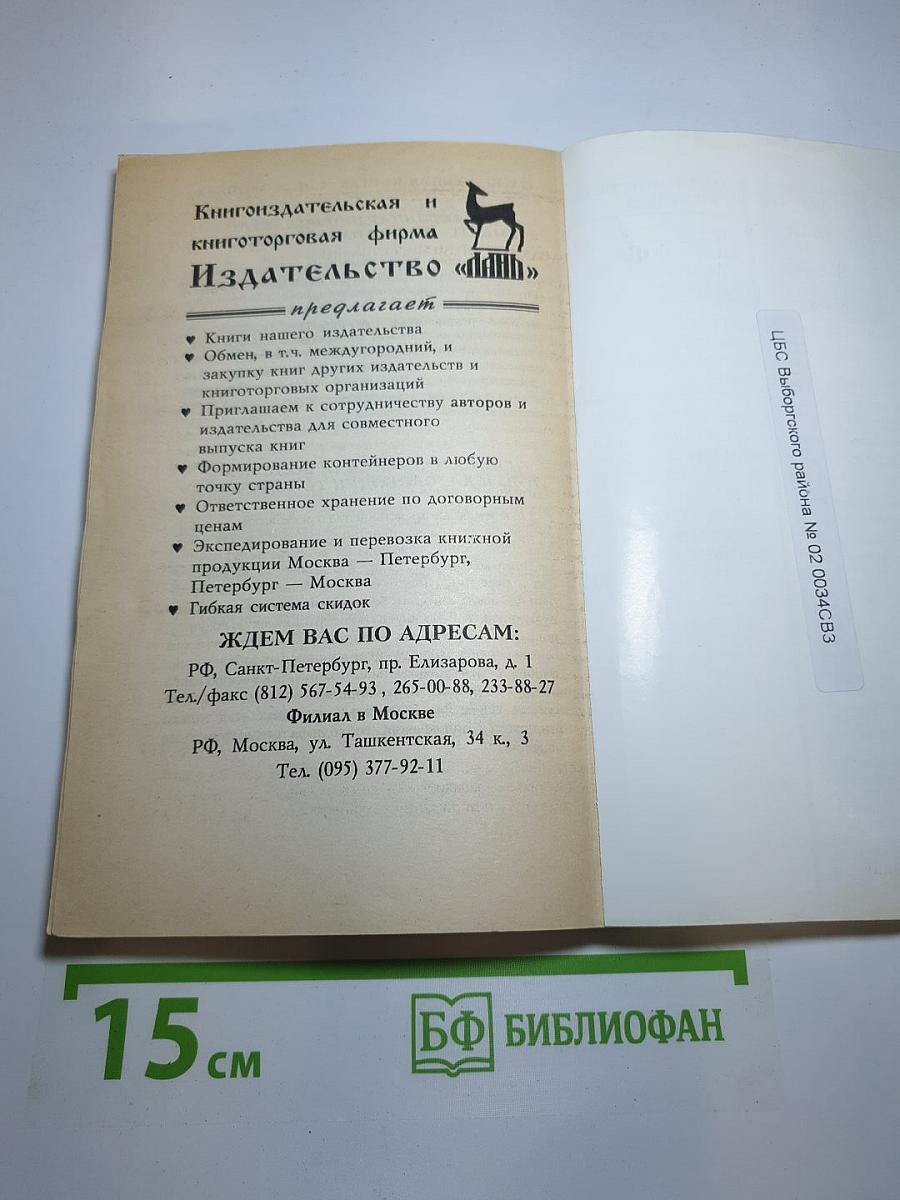 Книгоиздательская и
книготорговая фирма
Издательство «ЛАНЬ»
предлагает
♥ Книги нашего издательства
♥ Обмен, в т.ч. междугородний, и
закупку книг других издательств и
книготорговых организаций
♥ Приглашаем к сотрудничеству авторов и
издательства для совместного
выпуска книг
♥ Формирование контейнеров в любую
точку страны
♥ Ответственное хранение по договорным
ценам
♥ Экспедирование и перевозка книжной
продукции Москва — Петербург,
Петербург — Москва
♥ Гибкая система скидок
ЖДЕМ ВАС ПО АДРЕСАМ:
РФ, Санкт-Петербург, пр. Елизарова, д. 1
Тел./факс (812) 567-54-93, 265-00-88, 233-88-27
Филиал в Москве
РФ, Москва, ул. Ташкентская, 34 к., 3
Тел. (095) 377-92-11
ЦБС Выборгского района № 02 0034СВ3
15 см
БФ БИБЛИОФАН